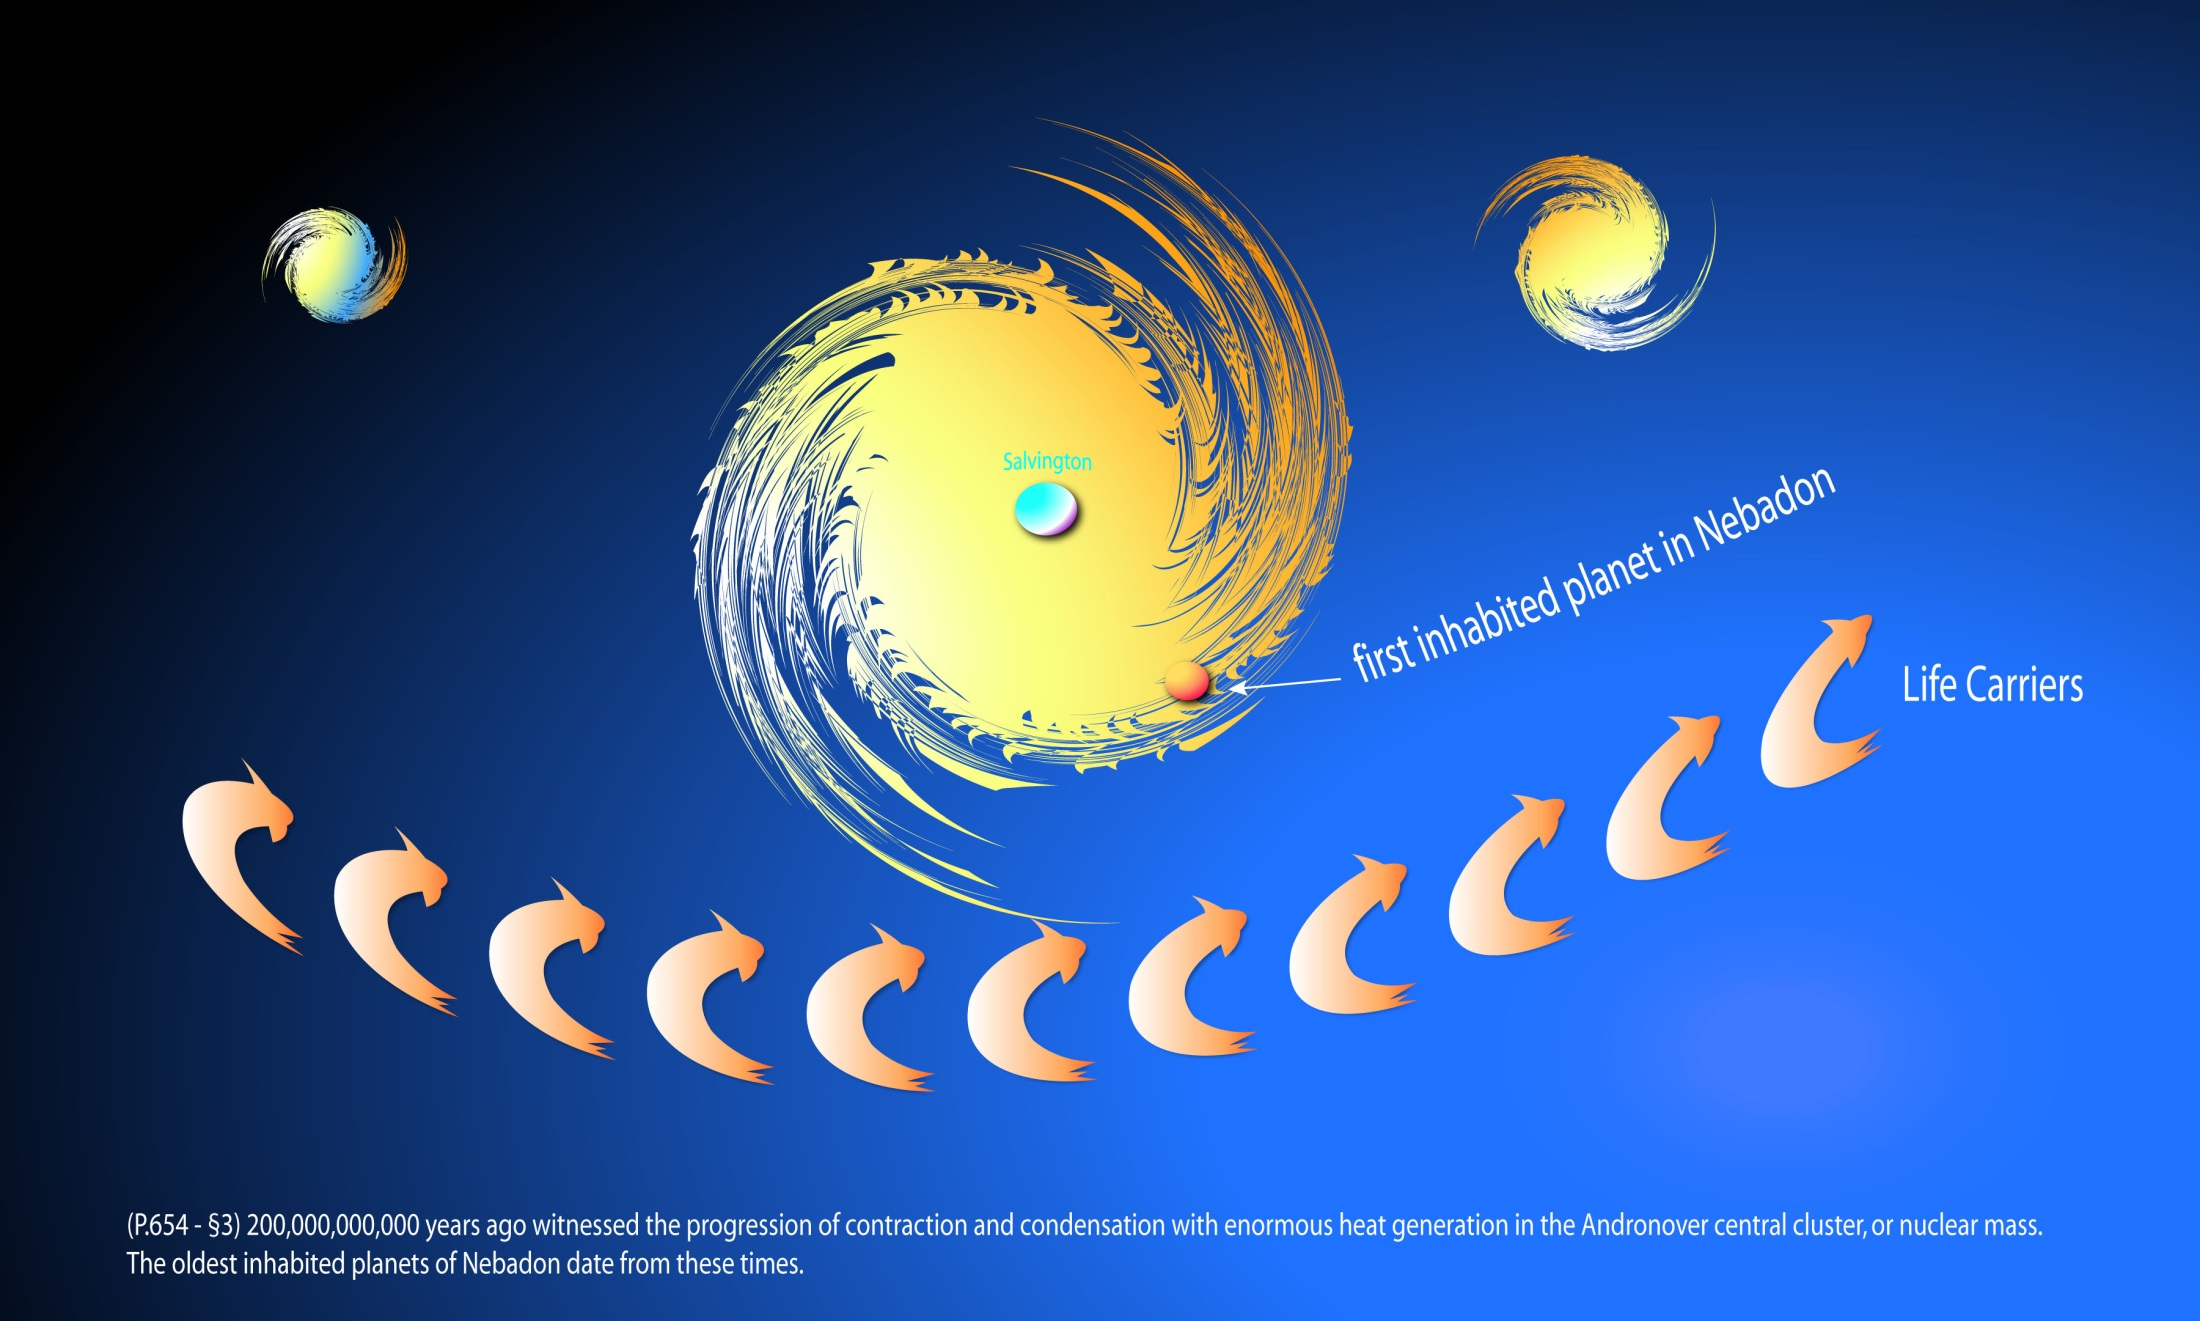 Salvington
first inhabited planet in Nebadon
Life Carriers
(P.654 - §3) 200,000,000,000 years ago witnessed the progression of contraction and condensation with enormous heat generation in the Andronover central cluster, or nuclear mass.
The oldest inhabited planets of Nebadon date from these times.